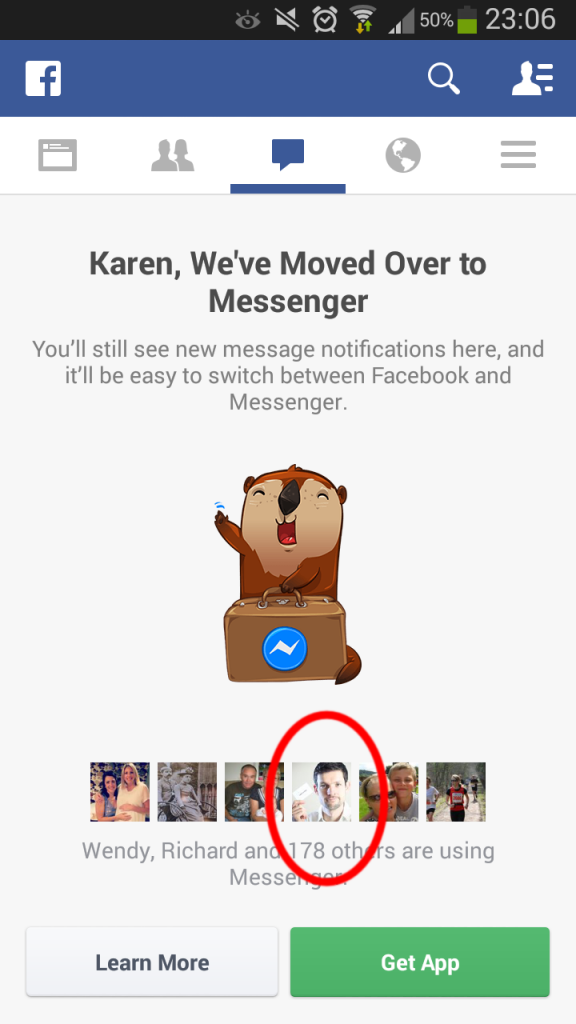 50% 23:06
Karen, We've Moved Over to
Messenger
You'll still see new message notifications here, and
it'll be easy to switch between Facebook and
Messenger.
Wendy, Richard and 178 others are using
Messenger.
Learn More
Get App